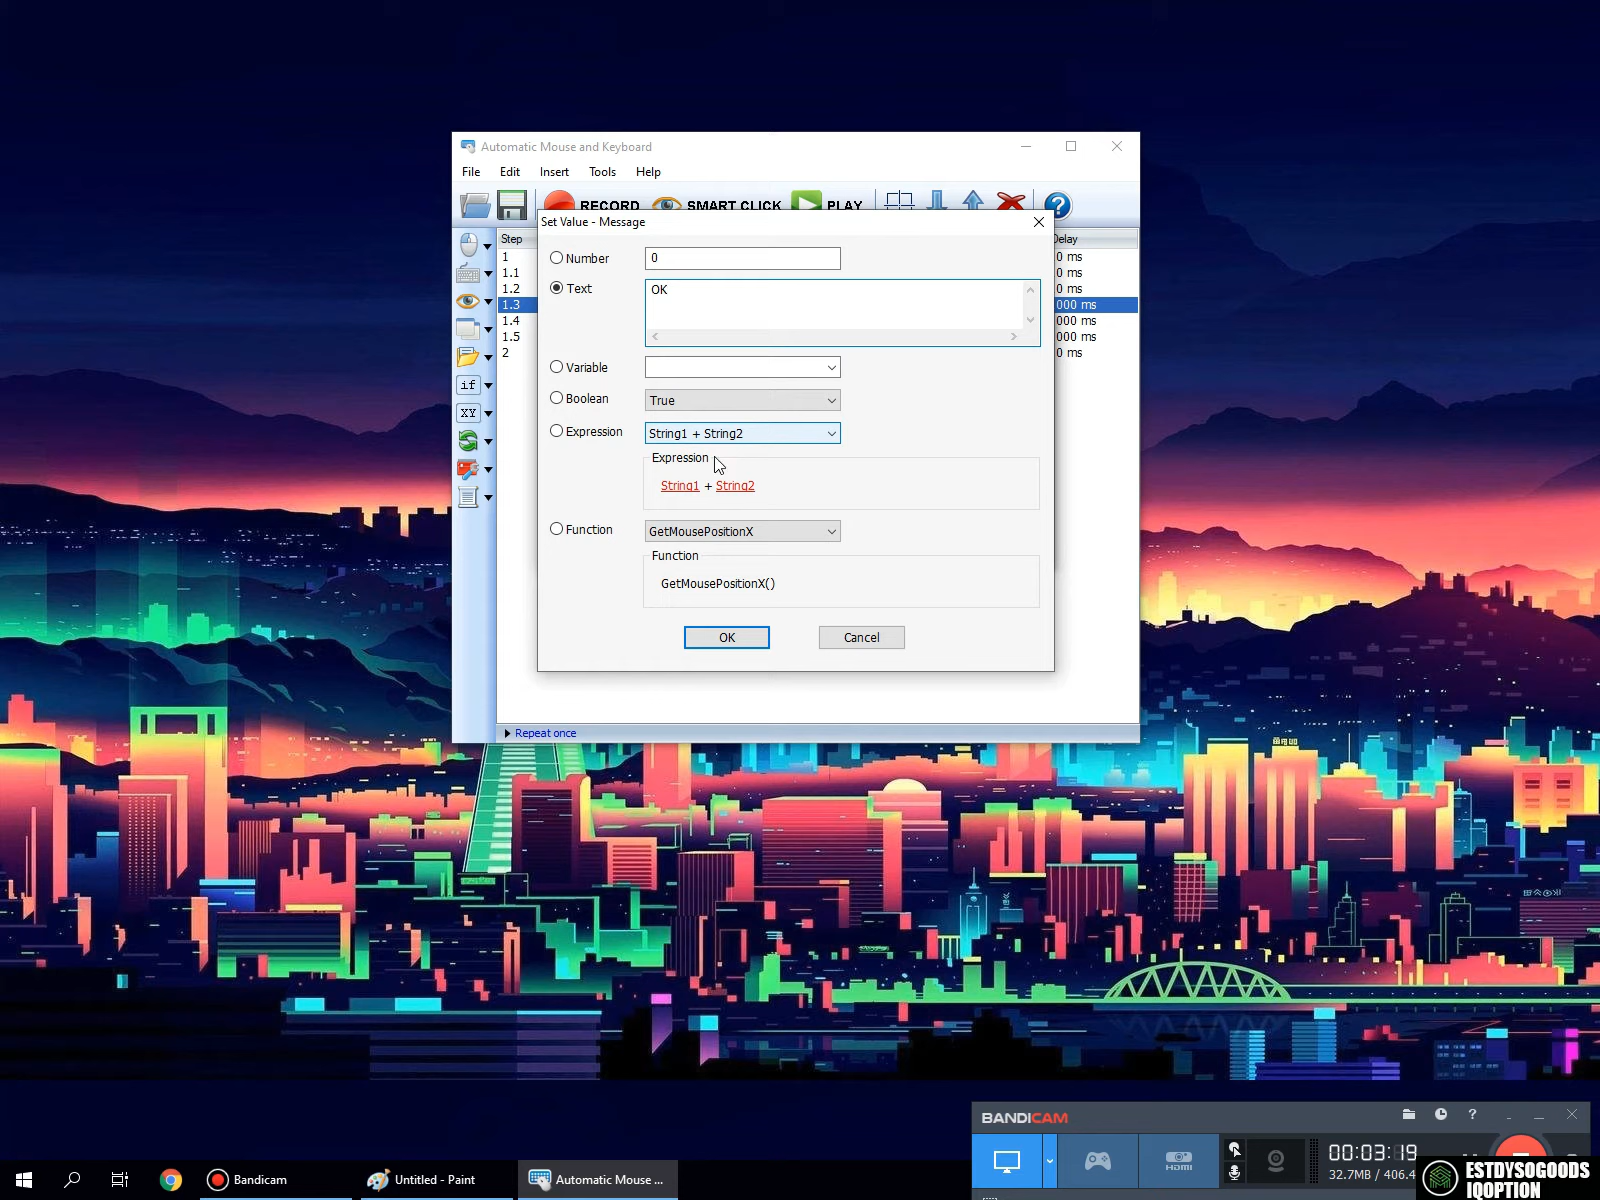 Automatic Mouse and Keyboard
File Edit Insert Tools Help
RECORD SMART CLICK PLAY
Set Value - Message
Step
Delay
Number 0
1
0 ms
1.1
0 ms
Text OK
1.2
0 ms
1.3
000 ms
1.4
000 ms
1.5
000 ms
2
0 ms
Variable
if
Boolean True
XY
Expression String1 + String2
Expression
String1 + String2
Function GetMousePositionX
Function
GetMousePositionX()
OK Cancel
Repeat once
BANDICAM
HDMI
00:03:19
32.7MB / 406.4
Bandicam
Untitled - Paint
Automatic Mouse ...
ESTDYSOGOODS
IQOPTION